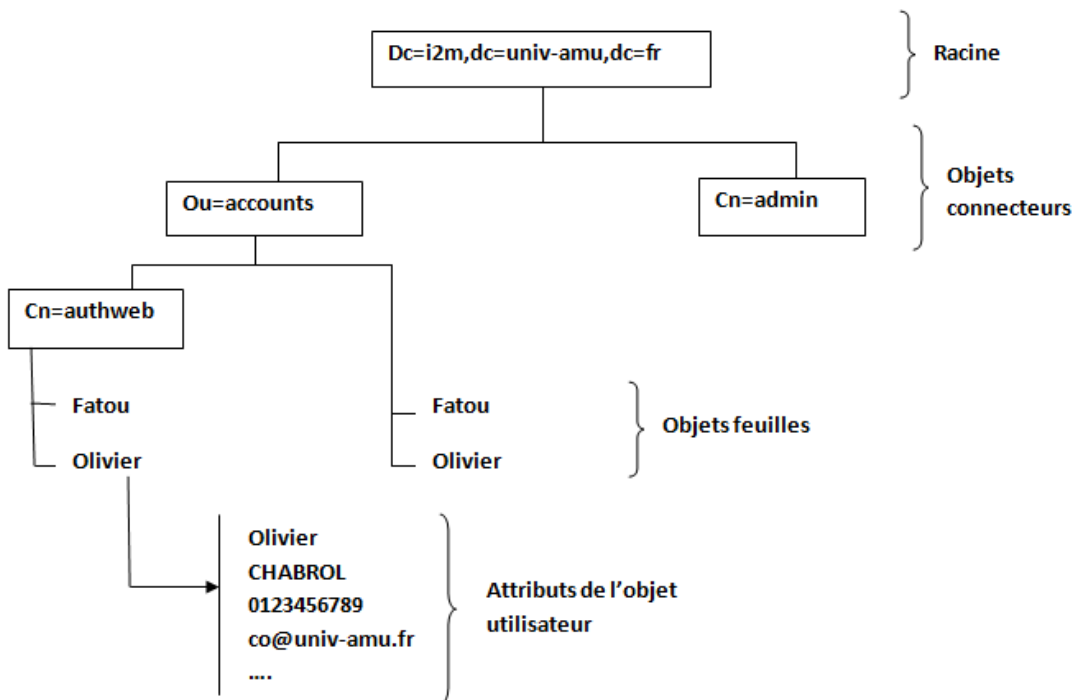 Dc=i2m,dc=univ-amu,dc=fr
Racine
Ou=accounts
Cn=admin
Objets
connecteurs
Cn=authweb
Fatou
Fatou
Olivier
Olivier
Objets feuilles
Olivier
CHABROL
0123456789
co@univ-amu.fr
....
Attributs de l’objet
utilisateur